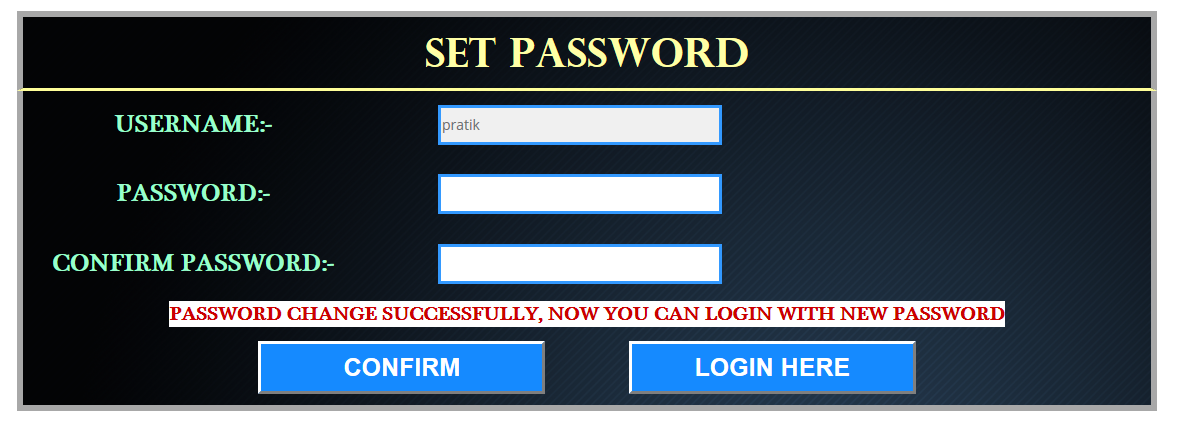 SET PASSWORD
USERNAME:-
pratik
PASSWORD:-
CONFIRM PASSWORD:-
PASSWORD CHANGE SUCCESSFULLY, NOW YOU CAN LOGIN WITH NEW PASSWORD
CONFIRM
LOGIN HERE